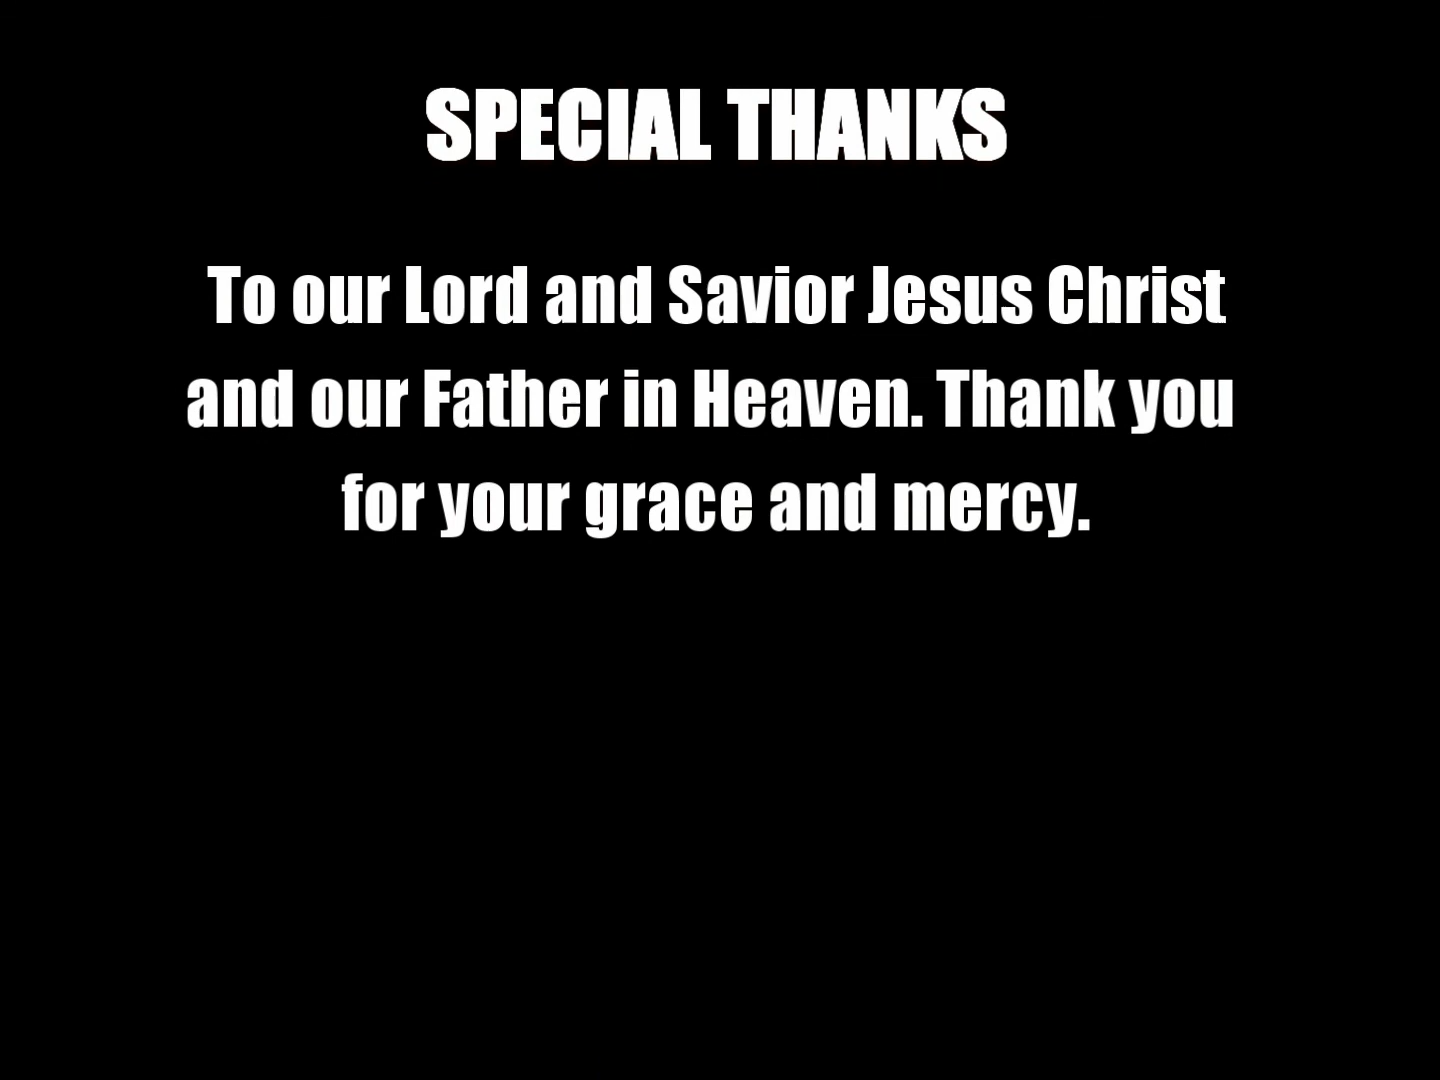 SPECIAL THANKS
To our Lord and Savior Jesus Christ
and our Father in Heaven. Thank you
for your grace and mercy.